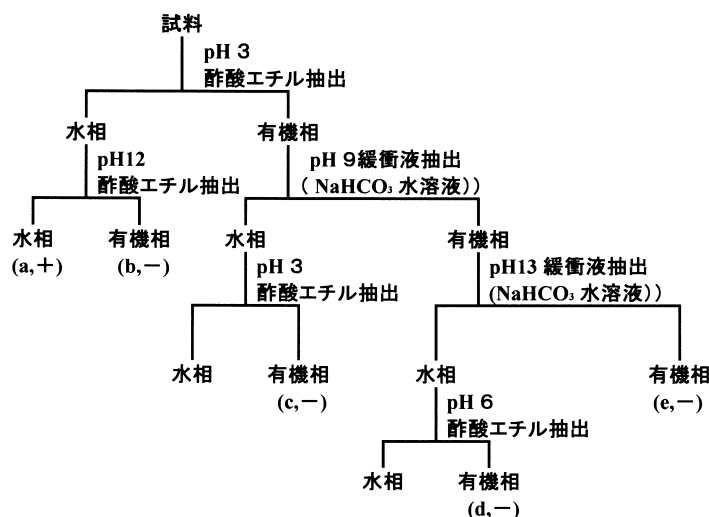 試料
pH 3
酢酸エチル抽出
水相
有機相
pH12
酢酸エチル抽出
pH 9緩衝液抽出
( NaHCO₃ 水溶液))
水相
(a,+)
有機相
(b,−)
水相
有機相
pH 3
酢酸エチル抽出
pH13 緩衝液抽出
(NaHCO₃ 水溶液))
水相
有機相
(c,−)
水相
有機相
(e,−)
pH 6
酢酸エチル抽出
水相
有機相
(d,−)